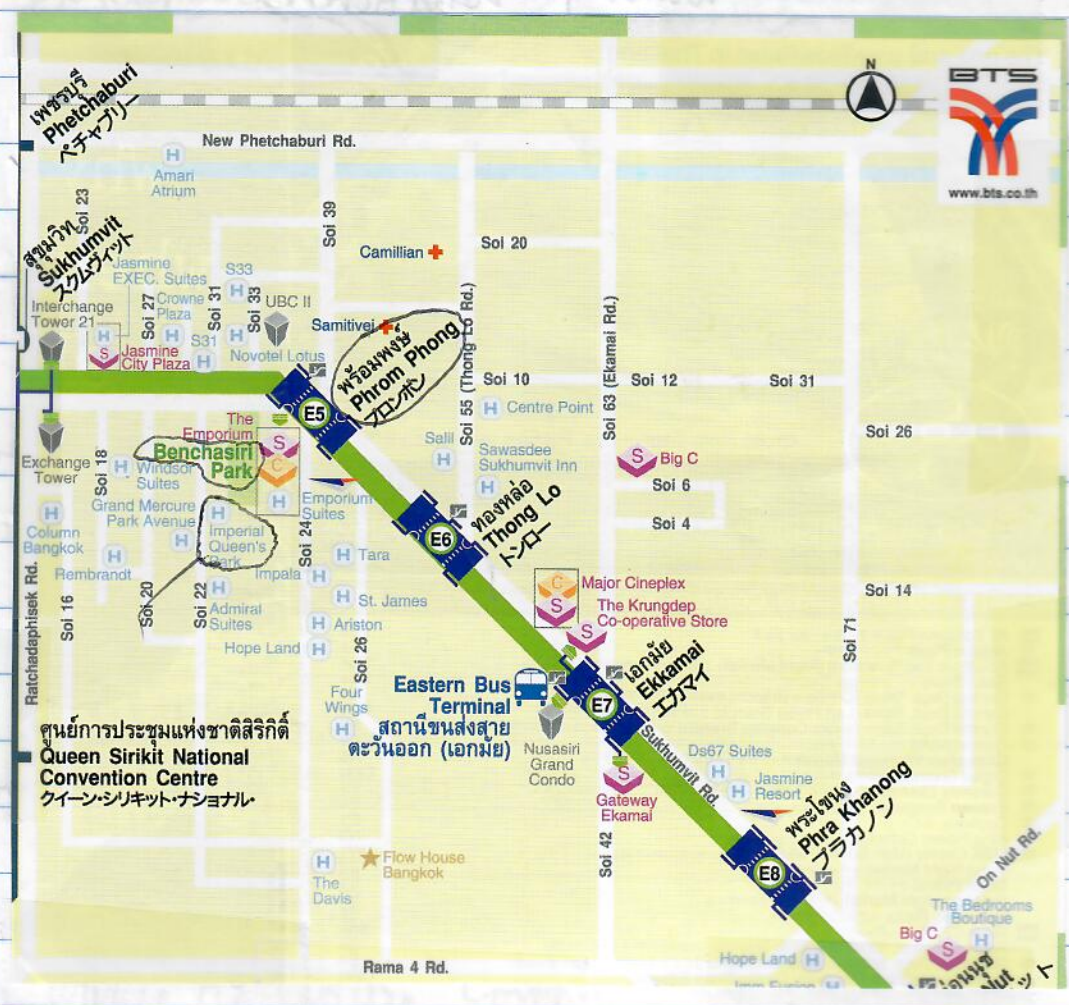 เพชรบุรี
Phetchaburi
ペチャブリー
New Phetchaburi Rd.
N
BTS
www.bts.co.th
H
Amari
Atrium
Soi 23
Soi 39
Camillian
Soi 20
สุขุมวิท
Sukhumvit
スクムヴィット
Jasmine
EXEC. Suites
S33
H
Interchange
Tower 21
Soi 27
Crowne
Plaza
H
Soi 31
Soi 33
UBC II
Samitivej
H
S
Jasmine
City Plaza
S31
H
H
Novotel Lotus
พร้อมพงษ์
Phrom Phong
プロンポン
Soi 55 (Thong Lo Rd.)
Soi 63 (Ekamai Rd.)
Soi 10
Soi 12
Soi 31
E5
H
Centre Point
The
Emporium
S
C
H
Benchasiri
Park
Soi 26
Exchange
Tower
Soi 18
H
Windsor
Suites
Salil
H
Sawasdee
Sukhumvit Inn
H
S
Big C
Soi 6
Soi 4
Emporium
Suites
Grand Mercure
Park Avenue
H
H
Imperial
Queen's
Park
H
Column
Bangkok
H
Rembrandt
Soi 24
E6
ทองหล่อ
Thong Lo
トンロー
H
Tara
Impala
H
H
St. James
Ratchadaphisek Rd.
Soi 16
Soi 20
Soi 22
H
Admiral
Suites
H
Ariston
Hope Land
H
Soi 26
C
S
Major Cineplex
S
The Krungdep
Co-operative Store
Soi 14
Soi 71
Four
Wings
H
Eastern Bus
Terminal
สถานีขนส่งสาย
ตะวันออก (เอกมัย)
E7
เอกมัย
Ekkamai
エカマイ
ศูนย์การประชุมแห่งชาติสิริกิติ์
Queen Sirikit National
Convention Centre
クイーン・シリキット・ナショナル・
Nusasiri
Grand
Condo
Sukhumvit Rd.
S
Gateway
Ekamai
Ds67 Suites
H
H
Jasmine
Resort
พระโขนง
Phra Khanong
プラカノン
E8
Soi 42
H
The
Davis
Flow House
Bangkok
On Nut Rd.
The Bedrooms
Boutique
H
Big C
S
Rama 4 Rd.
Hope Land
H